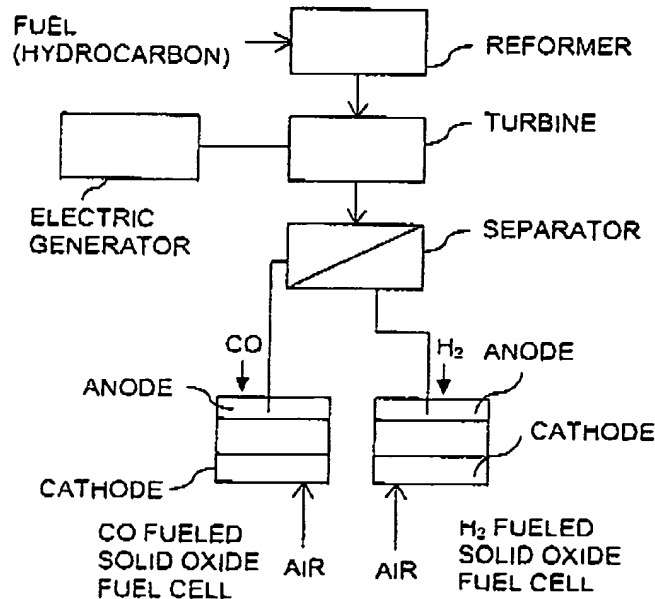 FUEL
(HYDROCARBON)
REFORMER
TURBINE
ELECTRIC
GENERATOR
SEPARATOR
CO
H₂
ANODE
ANODE
CATHODE
CATHODE
CO FUELED
SOLID OXIDE
FUEL CELL
AIR
AIR
H₂ FUELED
SOLID OXIDE
FUEL CELL